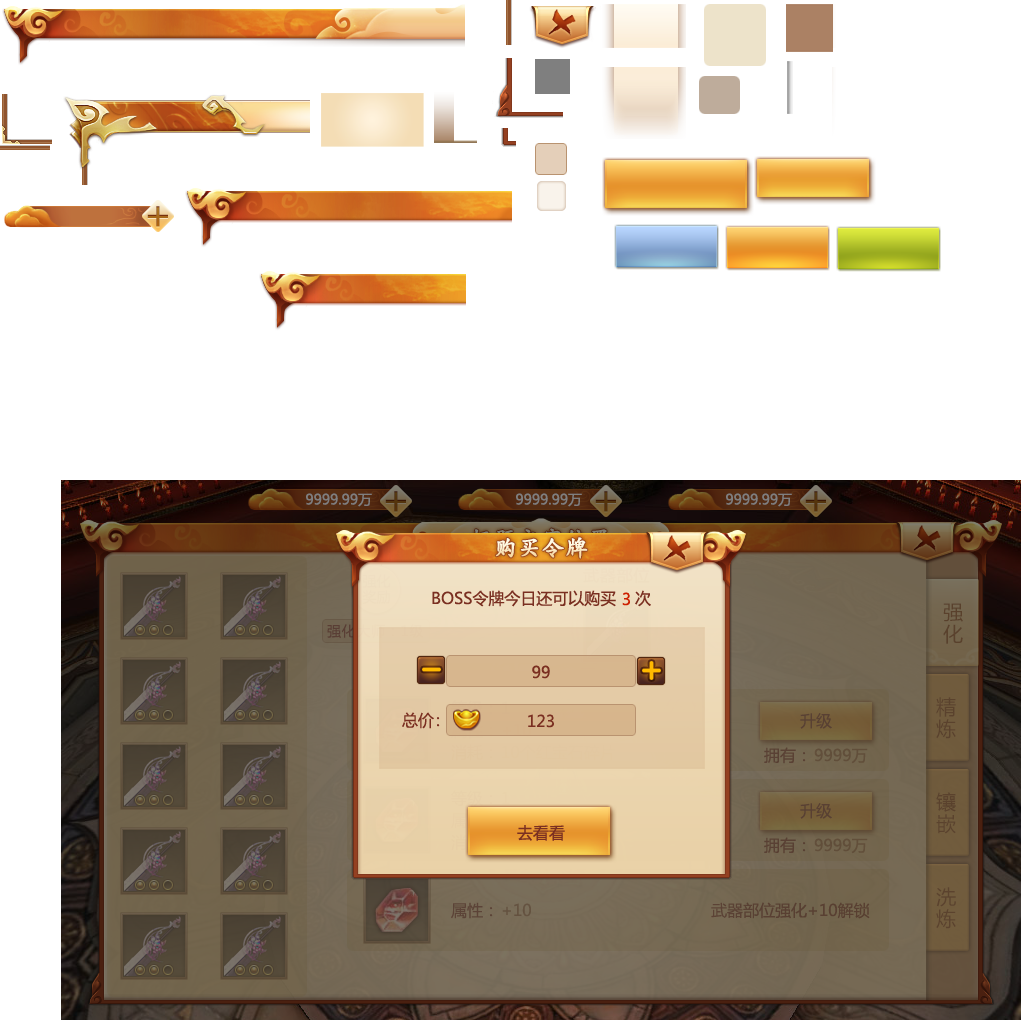 9999.99万
9999.99万
9999.99万
购买令牌
BOSS令牌今日还可以购买 3 次
强化
99
总价:
123
去看看
强化
精炼
镶嵌
洗炼
升级
拥有：9999万
升级
拥有：9999万
属性：+10
武器部位强化+10解锁